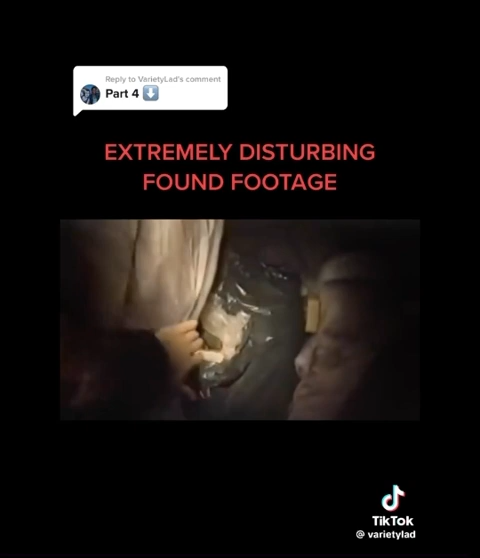 Reply to VarietyLad's comment
Part 4 ⬇️
EXTREMELY DISTURBING
FOUND FOOTAGE
TikTok
@ varietylad